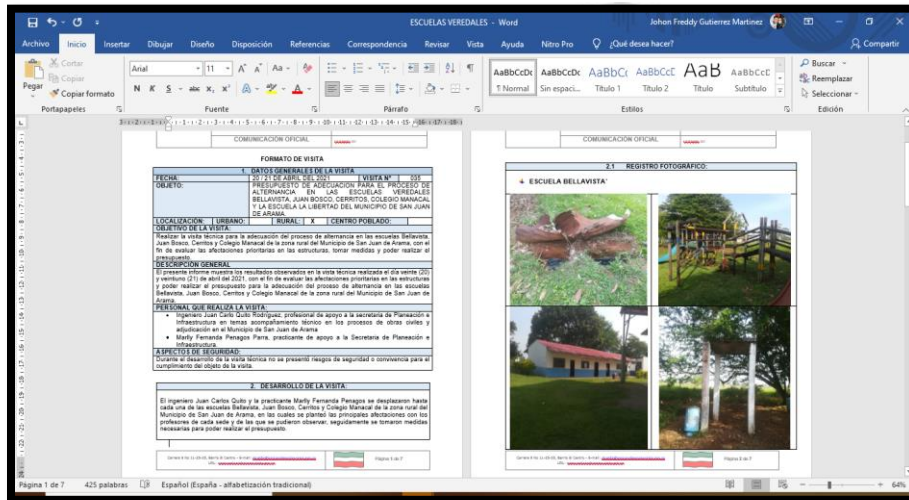 ESCUELAS VEREDALES - Word
Johon Freddy Gutierrez Martinez
Archivo Inicio Insertar Dibujar Diseño Disposición Referencias Correspondencia Revisar Vista Ayuda Nitro Pro ¿Qué desea hacer? Compartir
Pegar
Cortar
Copiar
Copiar formato
Portapapeles
Arial 11
Fuente
Párrafo
AaBbCcDc AaBbCcDc AaBbCc AaBbCcC AaB AaBbCcC
¶ Normal Sin espaci... Título 1 Título 2 Título Subtítulo
Estilos
Buscar
Reemplazar
Seleccionar
Edición
COMUNICACIÓN OFICIAL
FORMATO DE VISITA
1. DATOS GENERALES DE LA VISITA
FECHA: 20 / 21 DE ABRIL DEL 2021 VISITA N° 035
OBJETO: PRESUPUESTO DE ADECUACION PARA EL PROCESO DE
ALTERNANCIA EN LAS ESCUELAS VEREDALES
BELLAVISTA, JUAN BOSCO, CERRITOS, COLEGIO MANACAL
Y LA ESCUELA LA LIBERTAD DEL MUNICIPIO DE SAN JUAN
DE ARAMA.
LOCALIZACIÓN: URBANO: RURAL: X CENTRO POBLADO:
OBJETIVO DE LA VISITA:
Realizar la visita técnica para la adecuación del proceso de alternancia en las escuelas Bellavista,
Juan Bosco, Cerritos y Colegio Manacal de la zona rural del Municipio de San Juan de Arama, con el
fin de evaluar las afectaciones prioritarias en las estructuras, tomar medidas y poder realizar el
presupuesto.
DESCRIPCIÓN GENERAL
El presente informe muestra los resultados observados en la vista técnica realizada el día veinte (20)
y veintiuno (21) de abril del 2021, con el fin de evaluar las afectaciones prioritarias en las estructuras
y poder realizar el presupuesto para la adecuación del proceso de alternancia en las escuelas
Bellavista, Juan Bosco, Cerritos y Colegio Manacal de la zona rural del Municipio de San Juan de
Arama.
PERSONAL QUE REALIZA LA VISITA:
• Ingeniero Juan Carlo Quito Rodríguez, profesional de apoyo a la secretaria de Planeación e
Infraestructura en temas acompañamiento técnico en los procesos de obras civiles y
adjudicación en el Municipio de San Juan de Arama
• Marlly Fernanda Penagos Parra, practicante de apoyo a la Secretaria de Planeación e
Infraestructura.
ASPECTOS DE SEGURIDAD:
Durante el desarrollo de la visita técnica no se presentó riesgos de seguridad o convivencia para el
cumplimiento del objeto de la visita.
2. DESARROLLO DE LA VISITA:
El ingeniero Juan Carlos Quito y la practicante Marlly Fernanda Penagos se desplazaron hasta
cada una de las escuelas Bellavista, Juan Bosco, Cerritos y Colegio Manacal de la zona rural del
Municipio de San Juan de Arama, en las cuales se planteó las principales afectaciones con los
profesores de cada sede y de las que se pudieron observar, seguidamente se tomaron medidas
necesarias para poder realizar el presupuesto.
COMUNICACIÓN OFICIAL
2.1 REGISTRO FOTOGRÁFICO:
ESCUELA BELLAVISTA
Página 1 de 7 425 palabras Español (España - alfabetización tradicional) 64%